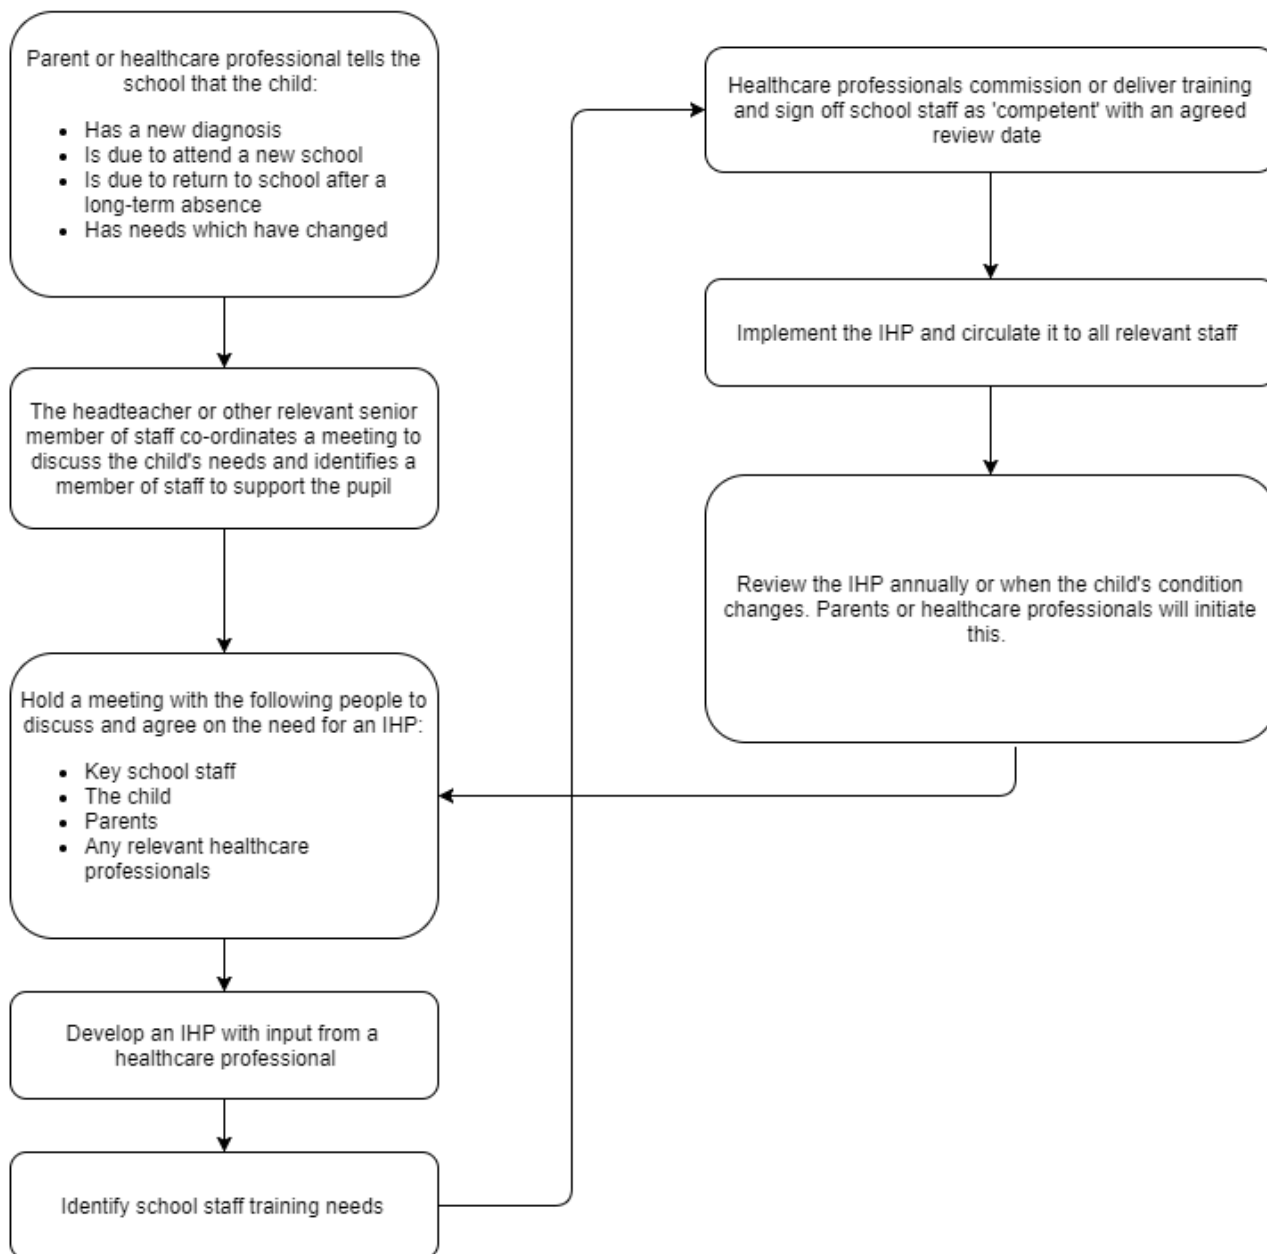 Parent or healthcare professional tells the
school that the child:
• Has a new diagnosis
• Is due to attend a new school
• Is due to return to school after a
long-term absence
• Has needs which have changed
The headteacher or other relevant senior
member of staff co-ordinates a meeting to
discuss the child's needs and identifies a
member of staff to support the pupil
Hold a meeting with the following people to
discuss and agree on the need for an IHP:
• Key school staff
• The child
• Parents
• Any relevant healthcare
professionals
Develop an IHP with input from a
healthcare professional
Identify school staff training needs
Healthcare professionals commission or deliver training
and sign off school staff as 'competent' with an agreed
review date
Implement the IHP and circulate it to all relevant staff
Review the IHP annually or when the child's condition
changes. Parents or healthcare professionals will initiate
this.